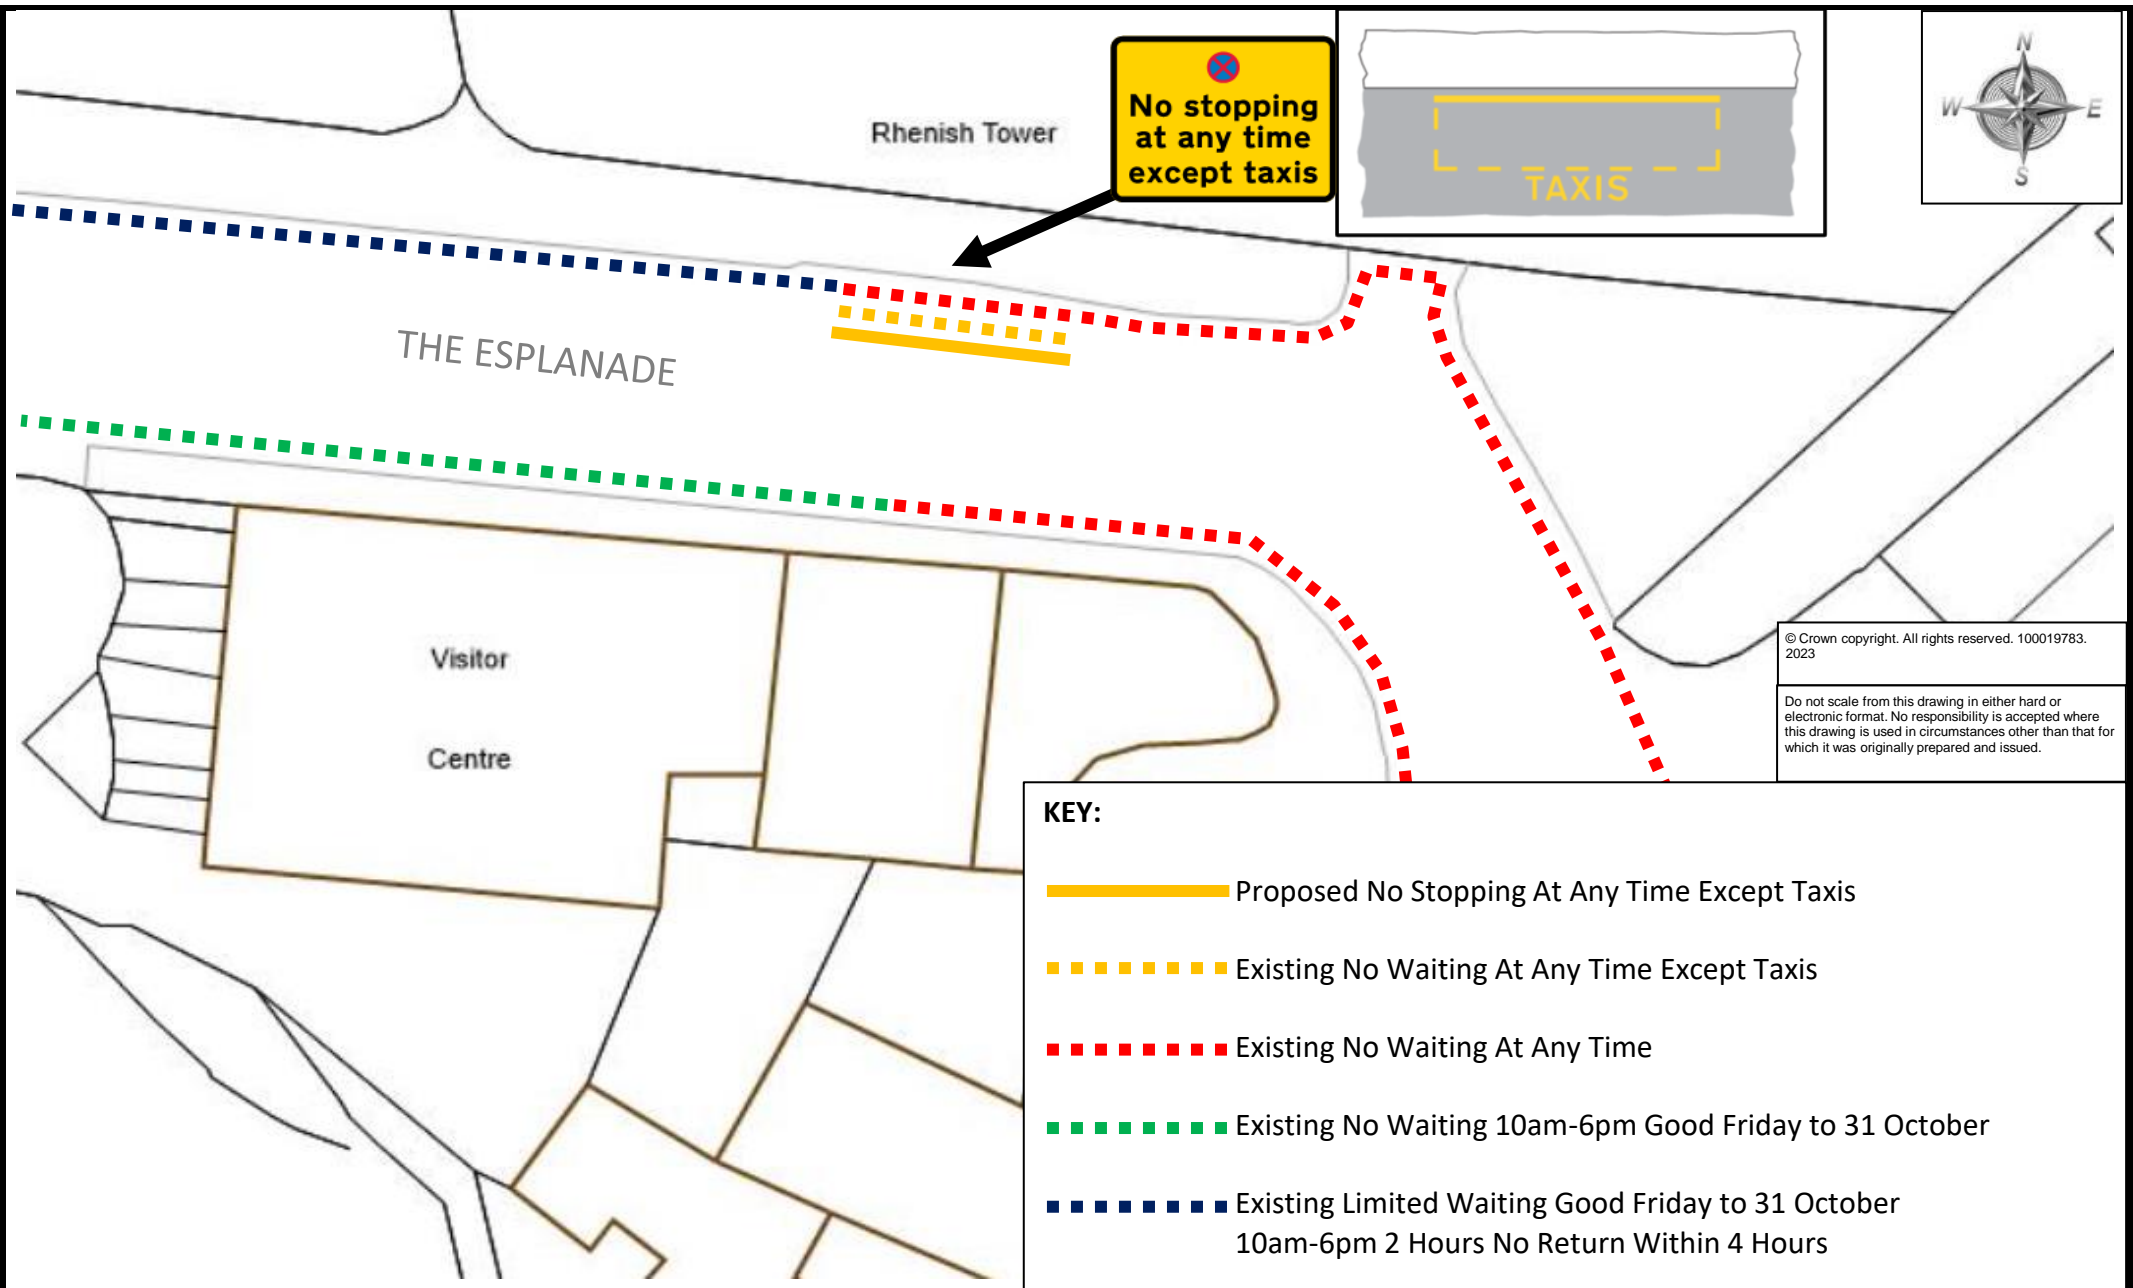 Rhenish Tower
No stopping
at any time
except taxis
TAXIS
N
W
E
S
THE ESPLANADE
Visitor
Centre
© Crown copyright. All rights reserved. 100019783.
2023
Do not scale from this drawing in either hard or
electronic format. No responsibility is accepted where
this drawing is used in circumstances other than that for
which it was originally prepared and issued.
KEY:
Proposed No Stopping At Any Time Except Taxis
Existing No Waiting At Any Time Except Taxis
Existing No Waiting At Any Time
Existing No Waiting 10am-6pm Good Friday to 31 October
Existing Limited Waiting Good Friday to 31 October
10am-6pm 2 Hours No Return Within 4 Hours